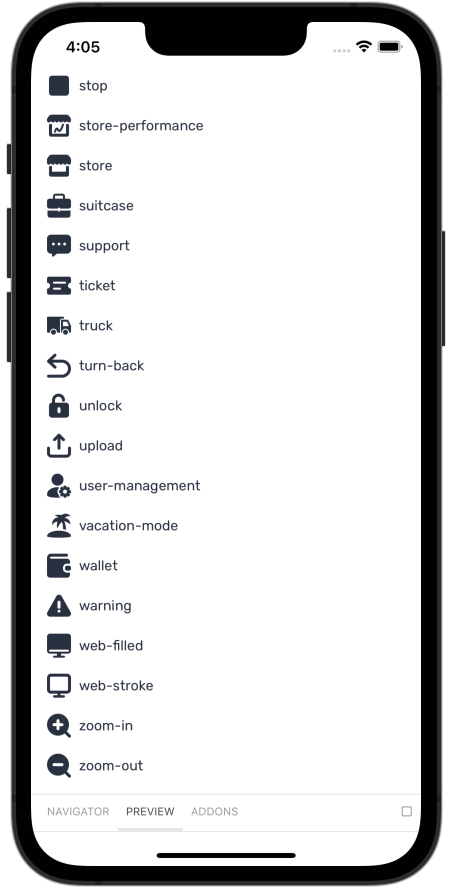 4:05
stop
store-performance
store
suitcase
support
ticket
truck
turn-back
unlock
upload
user-management
vacation-mode
wallet
warning
web-filled
web-stroke
zoom-in
zoom-out
NAVIGATOR PREVIEW ADDONS